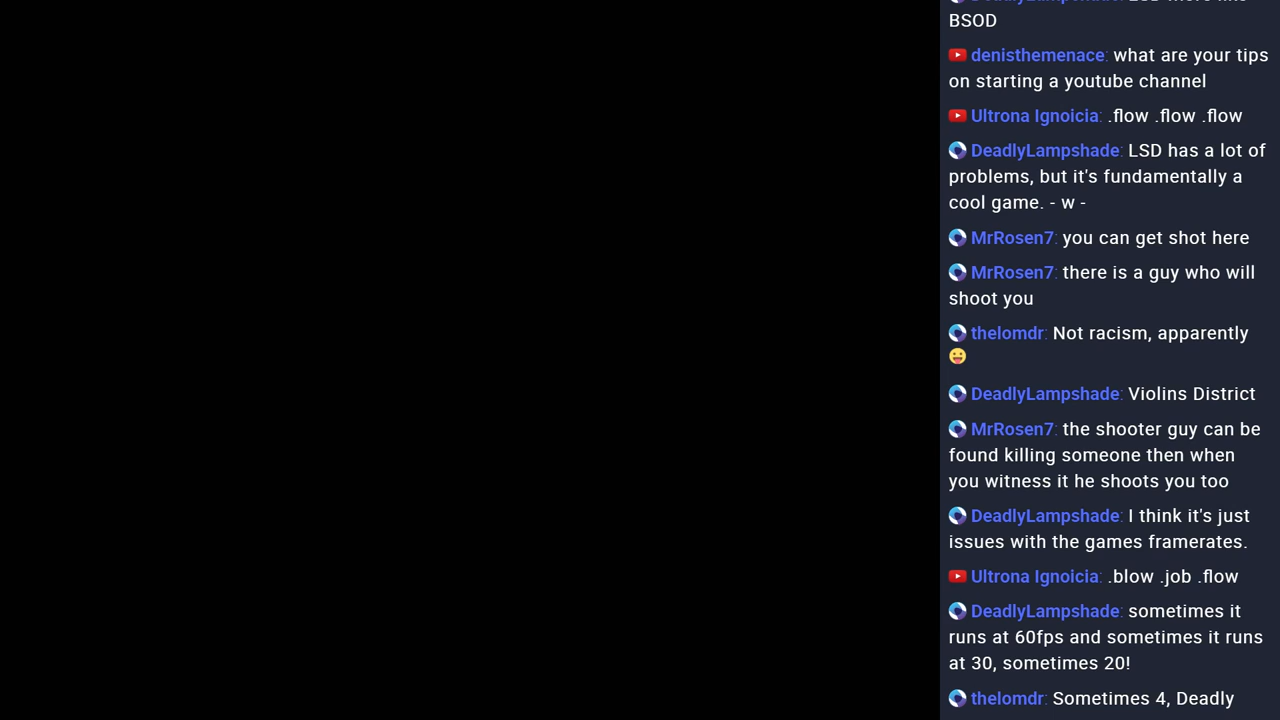 BSOD
denisthemenace: what are your tips
on starting a youtube channel
Ultrona Ignoicia: .flow .flow .flow
DeadlyLampshade: LSD has a lot of
problems, but it's fundamentally a
cool game. - w -
MrRosen7: you can get shot here
MrRosen7: there is a guy who will
shoot you
thelomdr: Not racism, apparently
DeadlyLampshade: Violins District
MrRosen7: the shooter guy can be
found killing someone then when
you witness it he shoots you too
DeadlyLampshade: I think it's just
issues with the games framerates.
Ultrona Ignoicia: .blow .job .flow
DeadlyLampshade: sometimes it
runs at 60fps and sometimes it runs
at 30, sometimes 20!
thelomdr: Sometimes 4, Deadly